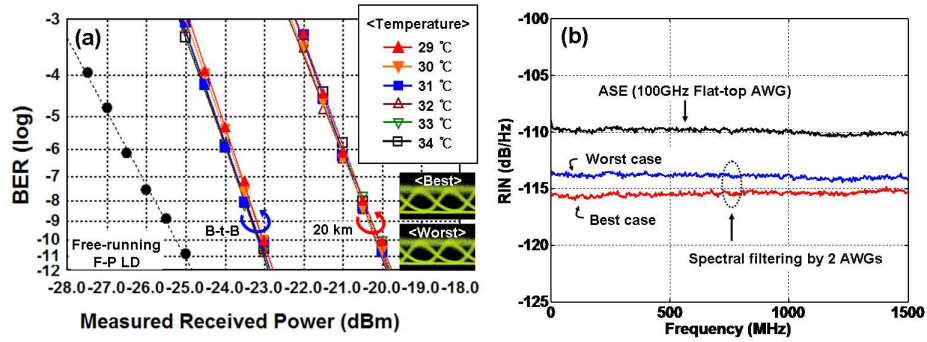 (a)
BER (log)
-3
-4
-5
-6
-7
-8
-9
-10
-11
-12
<Temperature>
29 ℃
30 ℃
31 ℃
32 ℃
33 ℃
34 ℃
<Best>
<Worst>
B-t-B
20 km
Free-running
F-P LD
-28.0 -27.0 -26.0 -25.0 -24.0 -23.0 -22.0 -21.0 -20.0 -19.0 -18.0
Measured Received Power (dBm)
(b)
RIN (dB/Hz)
-100
-105
-110
-115
-120
-125
ASE (100GHz Flat-top AWG)
Worst case
Best case
Spectral filtering by 2 AWGs
0 500 1000 1500
Frequency (MHz)